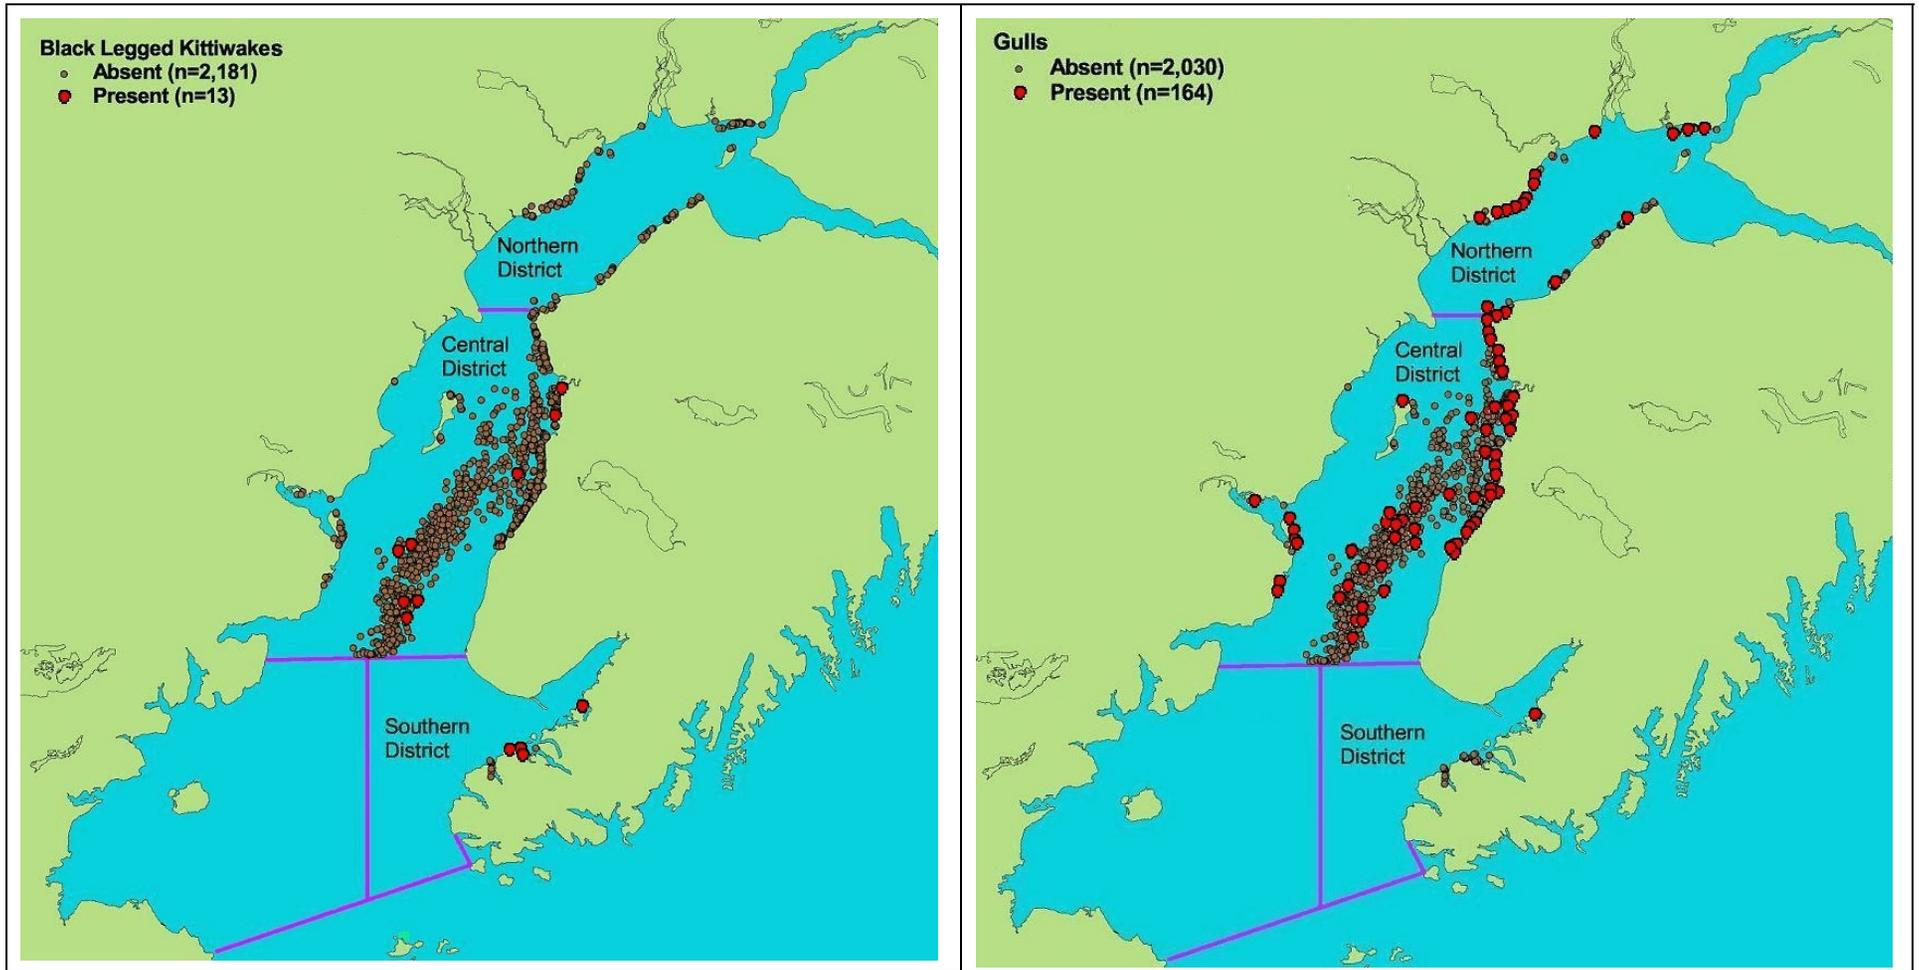 Black Legged Kittiwakes
Absent (n=2,181)
Present (n=13)
Northern
District
Central
District
Southern
District
Gulls
Absent (n=2,030)
Present (n=164)
Northern
District
Central
District
Southern
District